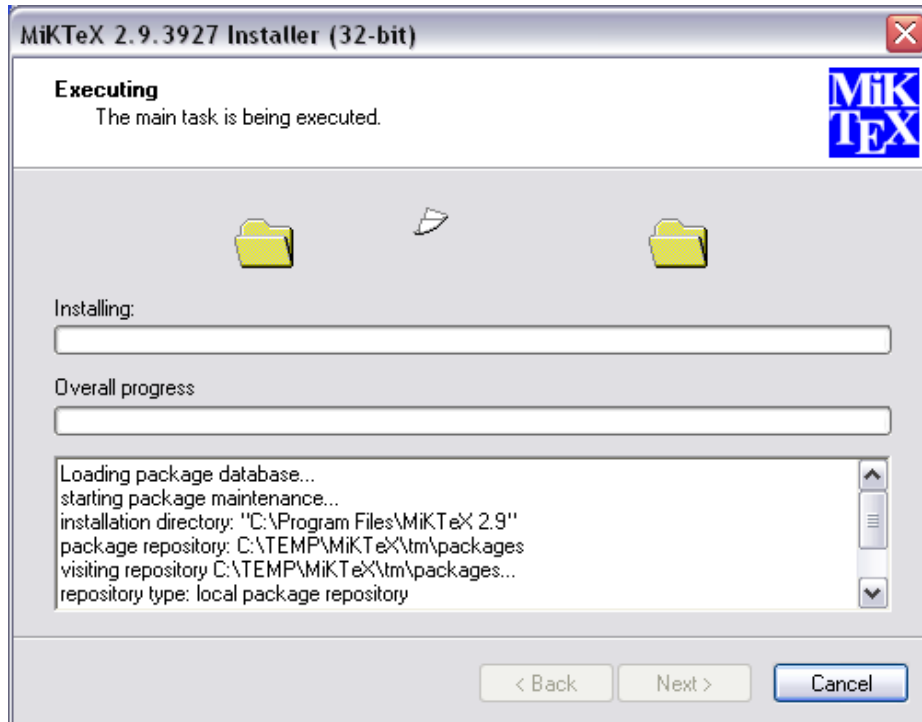 MiKTeX 2.9.3927 Installer (32-bit)
Executing
The main task is being executed.
MiK
TEX
Installing:
Overall progress
Loading package database...
starting package maintenance...
installation directory: "C:\Program Files\MiKTeX 2.9"
package repository: C:\TEMP\MiKTeX\tm\packages
visiting repository C:\TEMP\MiKTeX\tm\packages...
repository type: local package repository
< Back
Next >
Cancel